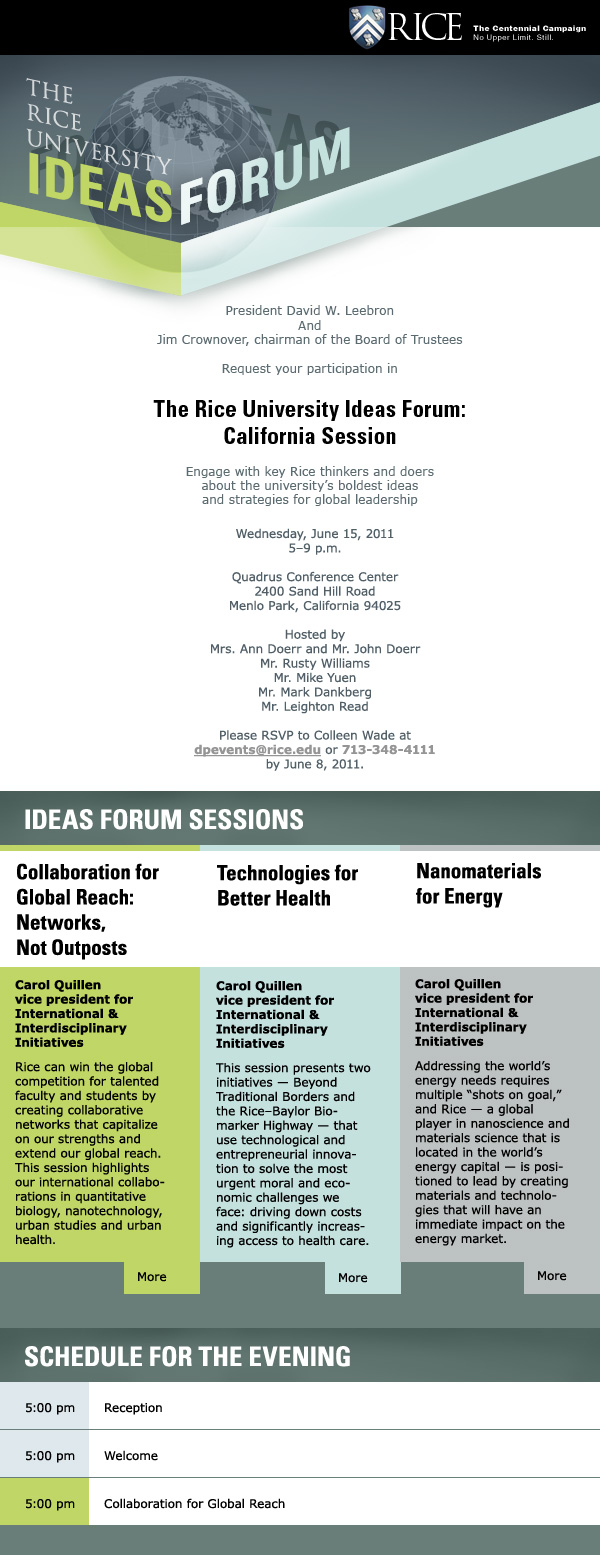 RICE
The Centennial Campaign
No Upper Limit. Still.
THE
RICE
UNIVERSITY
IDEAS FORUM
President David W. Leebron
And
Jim Crownover, chairman of the Board of Trustees
Request your participation in
The Rice University Ideas Forum:
California Session
Engage with key Rice thinkers and doers
about the university’s boldest ideas
and strategies for global leadership
Wednesday, June 15, 2011
5–9 p.m.
Quadrus Conference Center
2400 Sand Hill Road
Menlo Park, California 94025
Hosted by
Mrs. Ann Doerr and Mr. John Doerr
Mr. Rusty Williams
Mr. Mike Yuen
Mr. Mark Dankberg
Mr. Leighton Read
Please RSVP to Colleen Wade at
dpevents@rice.edu or 713-348-4111
by June 8, 2011.
IDEAS FORUM SESSIONS
Collaboration for
Global Reach:
Networks,
Not Outposts
Carol Quillen
vice president for
International &
Interdisciplinary
Initiatives
Rice can win the global
competition for talented
faculty and students by
creating collaborative
networks that capitalize
on our strengths and
extend our global reach.
This session highlights
our international collabo-
rations in quantitative
biology, nanotechnology,
urban studies and urban
health.
More
Technologies for
Better Health
Carol Quillen
vice president for
International &
Interdisciplinary
Initiatives
This session presents two
initiatives — Beyond
Traditional Borders and
the Rice–Baylor Bio-
marker Highway — that
use technological and
entrepreneurial innova-
tion to solve the most
urgent moral and eco-
nomic challenges we
face: driving down costs
and significantly increas-
ing access to health care.
More
Nanomaterials
for Energy
Carol Quillen
vice president for
International &
Interdisciplinary
Initiatives
Addressing the world’s
energy needs requires
multiple “shots on goal,”
and Rice — a global
player in nanoscience and
materials science that is
located in the world’s
energy capital — is posi-
tioned to lead by creating
materials and technolo-
gies that will have an
immediate impact on the
energy market.
More
SCHEDULE FOR THE EVENING
5:00 pm Reception
5:00 pm Welcome
5:00 pm Collaboration for Global Reach